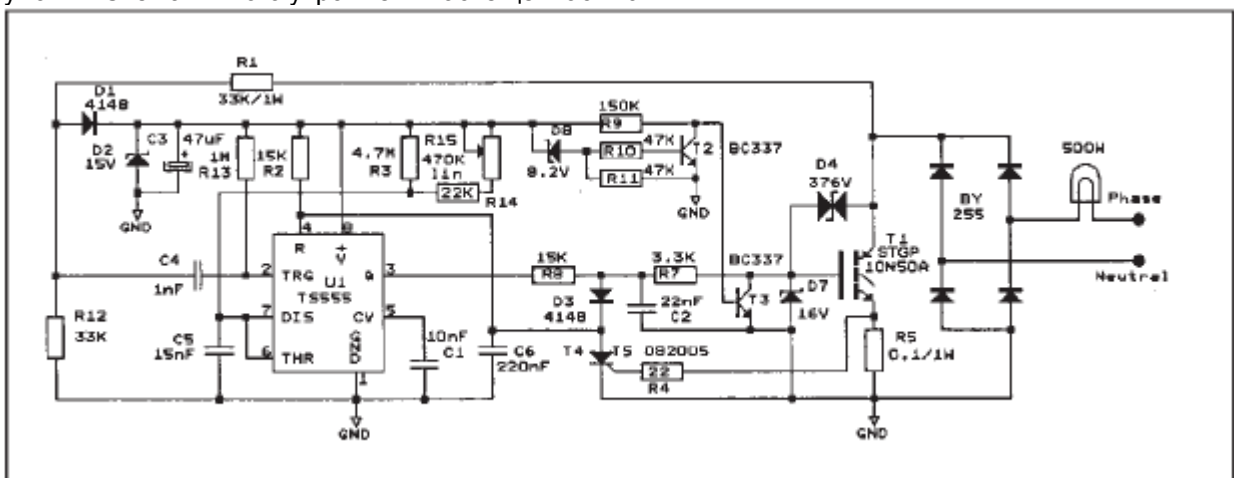 R1
33K/1W
D1
4148
C3
47uF
+
D2
15V
1M
R13
15K
R2
4.7M
R3
R15
470K
lin
22K
R14
D8
8.2V
150K
R9
47K
R10
R11
47K
T2
BC337
GND
GND
D4
376V
BY
255
500W
Phase
Neutral
C4
1nF
R12
33K
C5
15nF
4
8
R
+V
2
TRG
Q
3
U1
TS555
7
DIS
CV
5
6
THR
GND
1
10nF
C1
C6
220nF
15K
R8
D3
4148
3.3K
R7
22nF
C2
BC337
T3
D7
16V
T1
STGP
10N50A
T4
T5
082005
22
R4
R5
0.1/1W
GND
GND